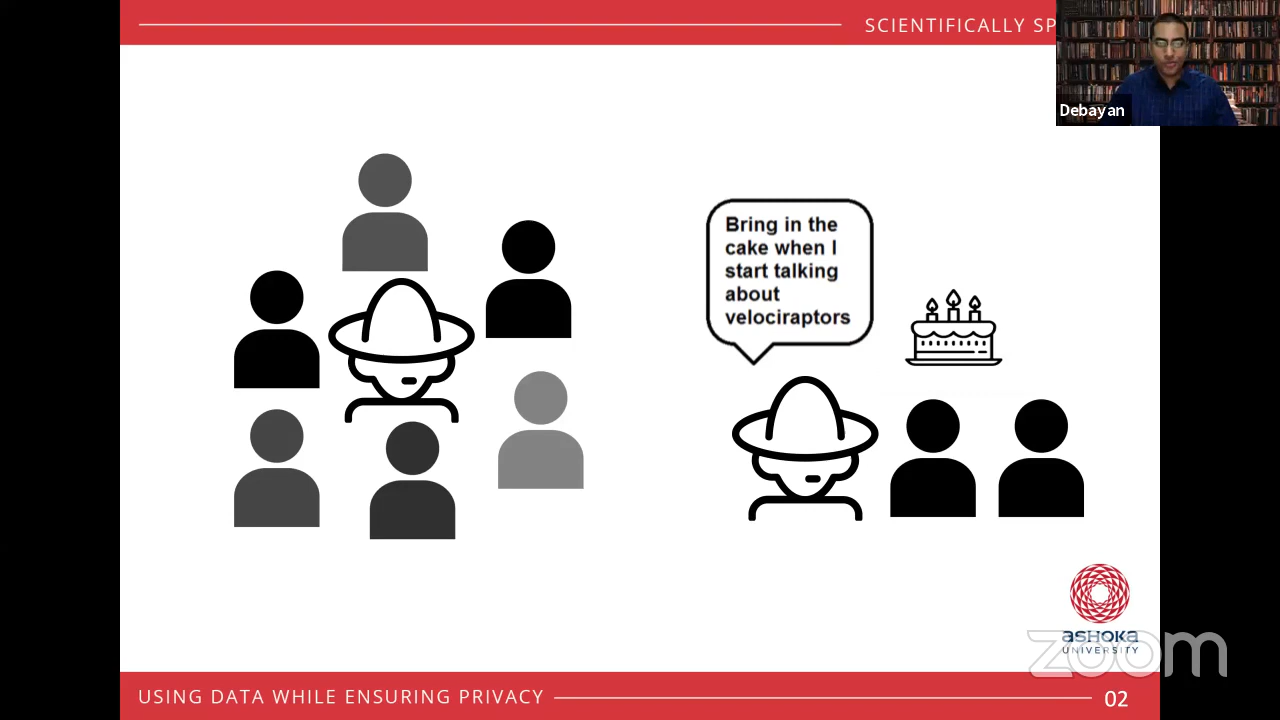 SCIENTIFICALLY SP
Debayan
Bring in the
cake when I
start talking
about
velociraptors
ASHOKA
UNIVERSITY
zoom
USING DATA WHILE ENSURING PRIVACY
02